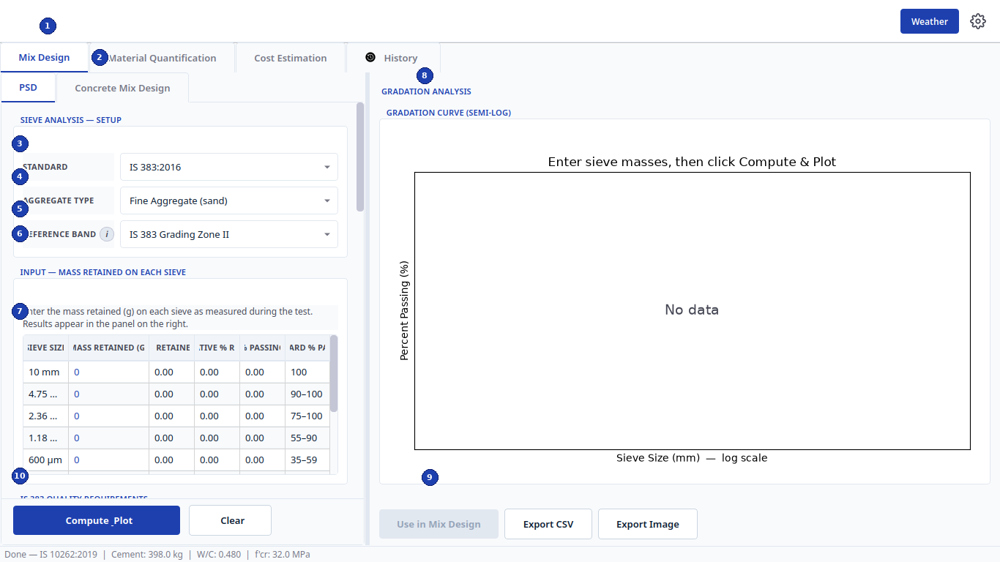 1
Weather
Mix Design
2
Material Quantification
Cost Estimation
History
8
PSD
Concrete Mix Design
SIEVE ANALYSIS — SETUP
3
STANDARD
IS 383:2016
4
AGGREGATE TYPE
Fine Aggregate (sand)
5
6
EFERENCE BAND
i
IS 383 Grading Zone II
INPUT — MASS RETAINED ON EACH SIEVE
7
nter the mass retained (g) on each sieve as measured during the test.
Results appear in the panel on the right.
SIEVE SIZE MASS RETAINED (G RETAINE TIVE % R % PASSING ARD % PA
10 mm 0 0.00 0.00 0.00 100
4.75 ... 0 0.00 0.00 0.00 90–100
2.36 ... 0 0.00 0.00 0.00 75–100
1.18 ... 0 0.00 0.00 0.00 55–90
600 µm 0 0.00 0.00 0.00 35–59
10
IS 383 QUALITY REQUIREMENTS
Compute _Plot
Clear
GRADATION ANALYSIS
GRADATION CURVE (SEMI-LOG)
Enter sieve masses, then click Compute & Plot
Percent Passing (%)
No data
Sieve Size (mm) — log scale
9
Use in Mix Design
Export CSV
Export Image
Done — IS 10262:2019 | Cement: 398.0 kg | W/C: 0.480 | f'cr: 32.0 MPa